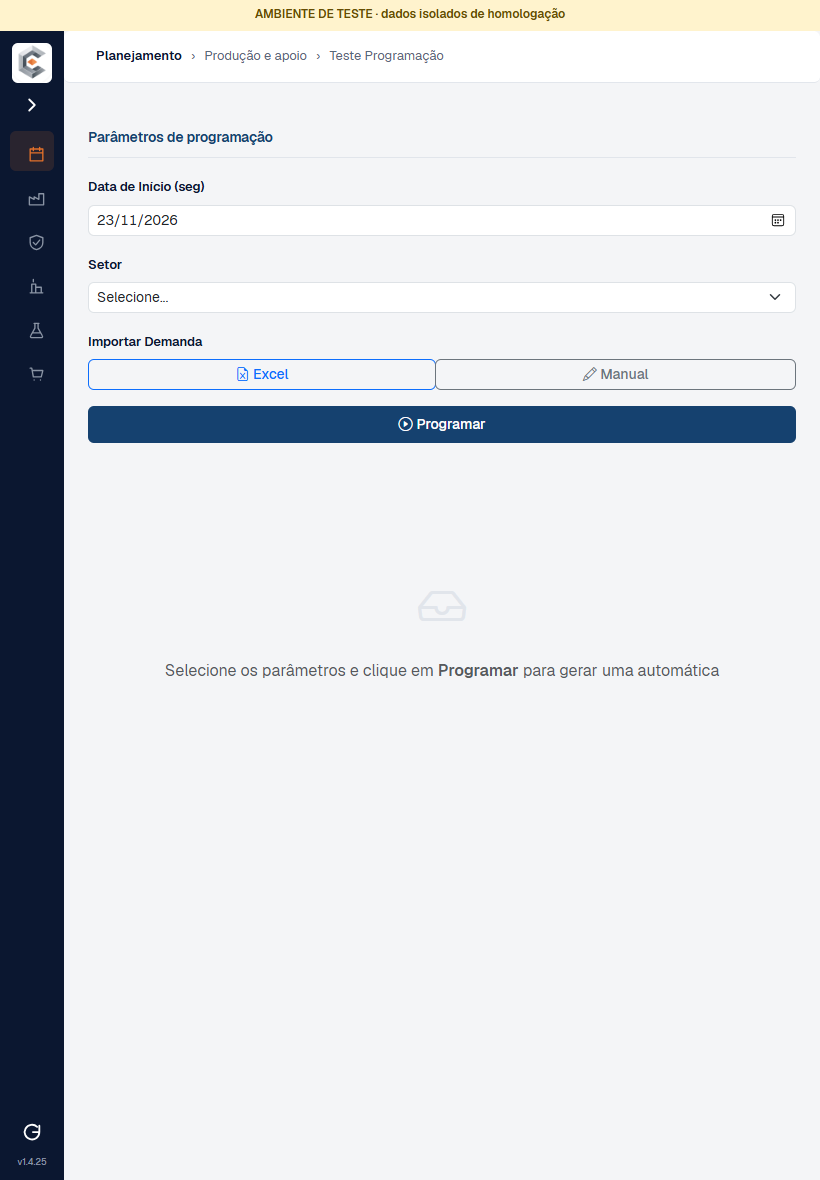 AMBIENTE DE TESTE · dados isolados de homologação
Planejamento › Produção e apoio › Teste Programação
Parâmetros de programação
Data de Início (seg)
23/11/2026
Setor
Selecione...
Importar Demanda
Excel
Manual
Programar
Selecione os parâmetros e clique em Programar para gerar uma automática
v1.4.25